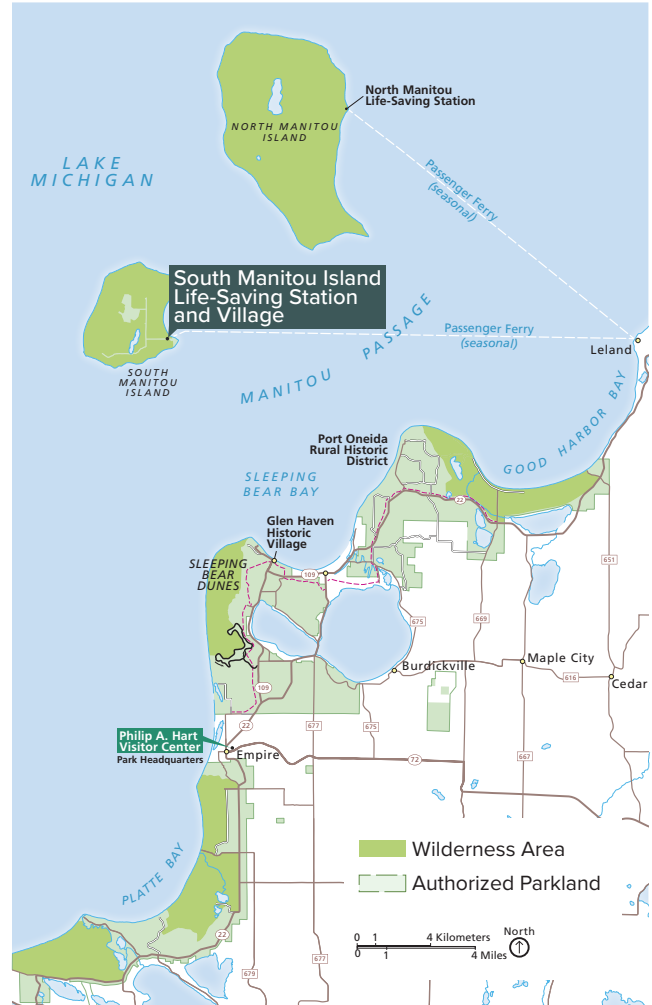 North Manitou
Life-Saving Station
NORTH MANITOU
ISLAND
LAKE
MICHIGAN
Passenger Ferry
(seasonal)
South Manitou Island
Life-Saving Station
and Village
MANITOU PASSAGE
Passenger Ferry
(seasonal)
Leland
SOUTH
MANITOU
ISLAND
GOOD HARBOR BAY
Port Oneida
Rural Historic
District
SLEEPING
BEAR BAY
22
Glen Haven
Historic
Village
SLEEPING
BEAR
DUNES
109
651
675
669
Burdickville
Maple City
616
Cedar
109
22
677
675
Philip A. Hart
Visitor Center
Park Headquarters
Empire
72
667
PLATTE BAY
Wilderness Area
Authorized Parkland
22
0 1 4 Kilometers
0 1 4 Miles
North
679
677